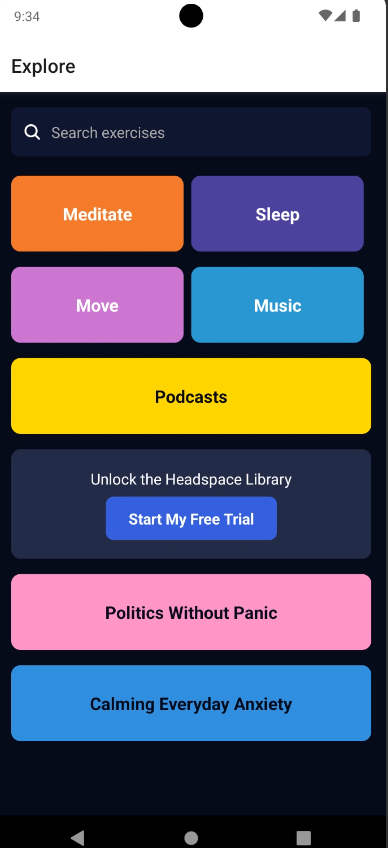 9:34
Explore
Search exercises
Meditate
Sleep
Move
Music
Podcasts
Unlock the Headspace Library
Start My Free Trial
Politics Without Panic
Calming Everyday Anxiety